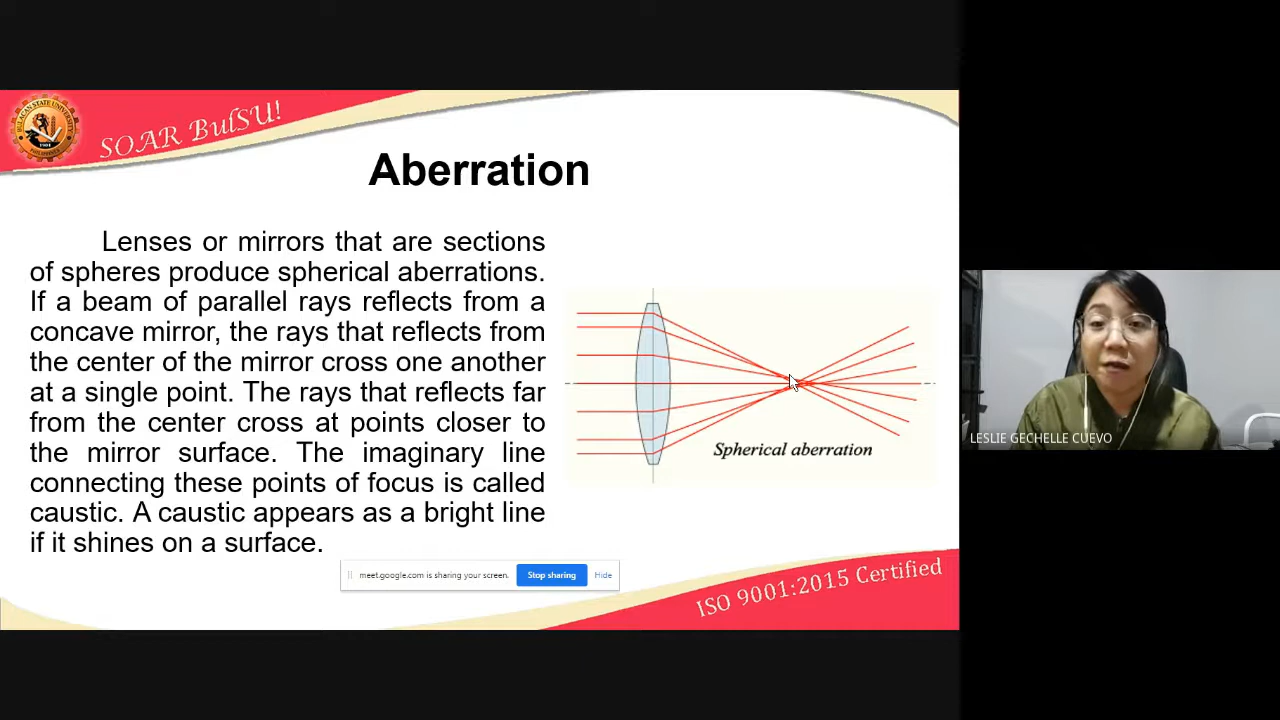 SOAR BulSU!
Aberration
Lenses or mirrors that are sections
of spheres produce spherical aberrations.
If a beam of parallel rays reflects from a
concave mirror, the rays that reflects from
the center of the mirror cross one another
at a single point. The rays that reflects far
from the center cross at points closer to
the mirror surface. The imaginary line
connecting these points of focus is called
caustic. A caustic appears as a bright line
if it shines on a surface.
Spherical aberration
LESLIE GECHELLE CUEVO
meet.google.com is sharing your screen.
Stop sharing
Hide
ISO 9001:2015 Certified